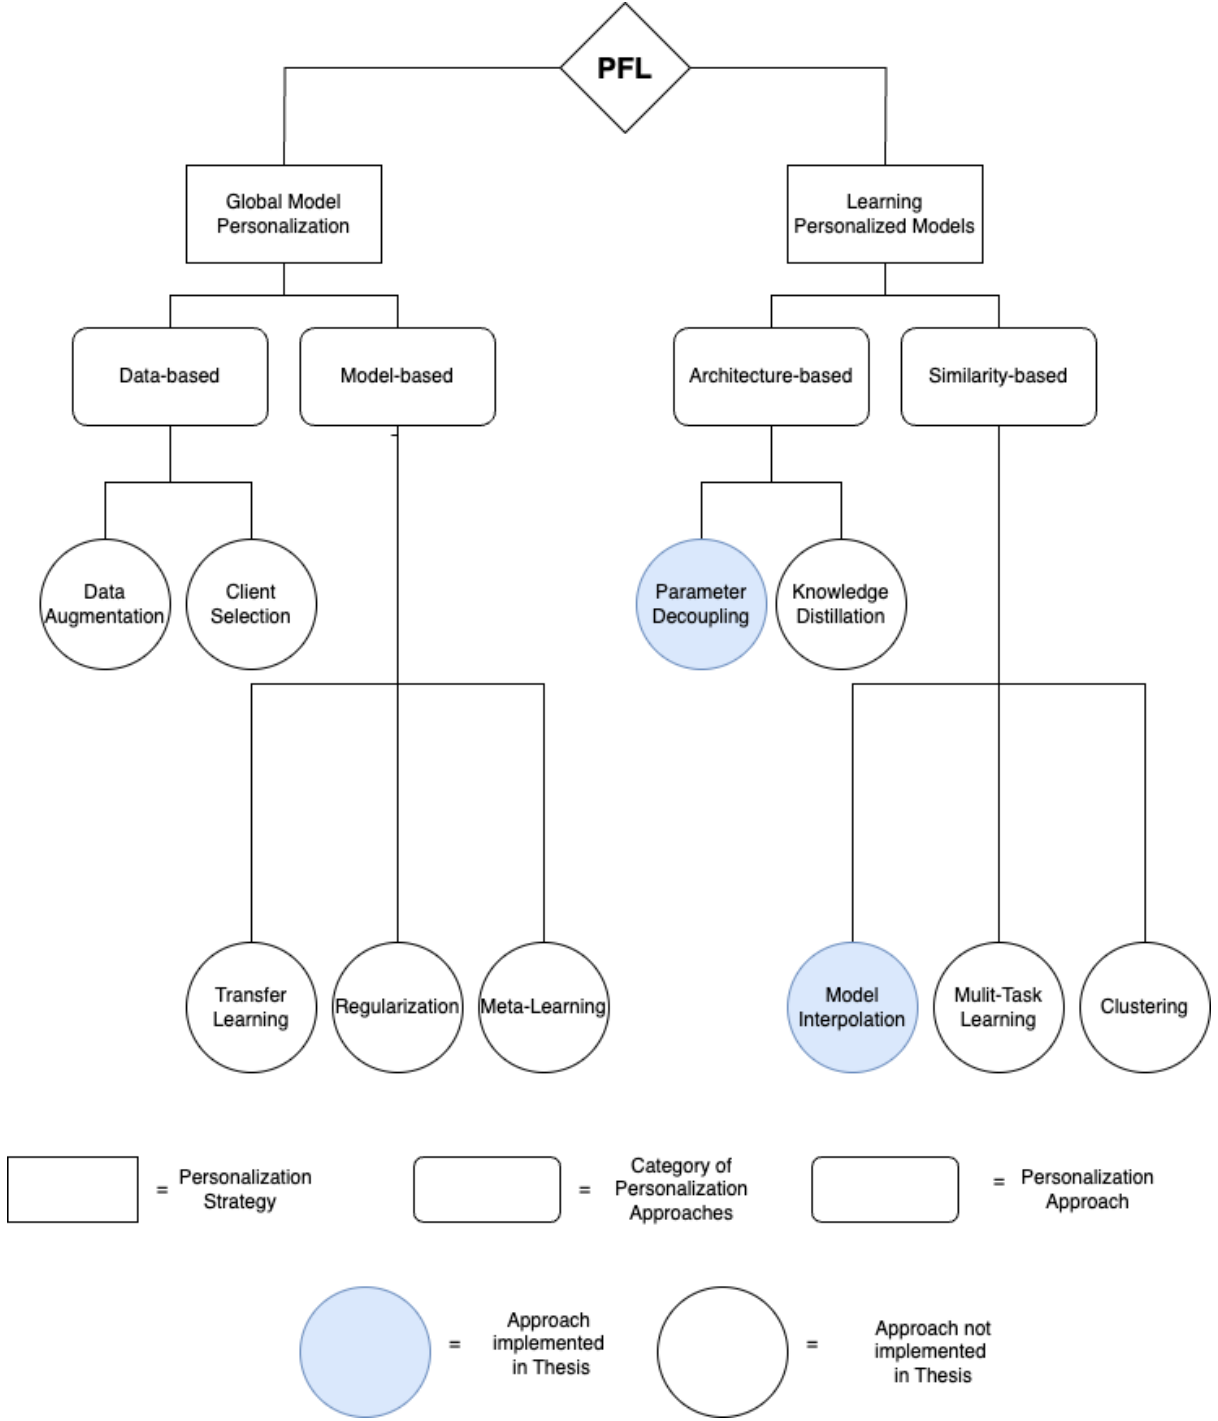 PFL
Global Model
Personalization
Learning
Personalized Models
Data-based
Model-based
Architecture-based
Similarity-based
Data
Augmentation
Client
Selection
Parameter
Decoupling
Knowledge
Distillation
Transfer
Learning
Regularization
Meta-Learning
Model
Interpolation
Mulit-Task
Learning
Clustering
=
Personalization
Strategy
=
Category of
Personalization
Approaches
=
Personalization
Approach
=
Approach
implemented
in Thesis
=
Approach not
implemented
in Thesis